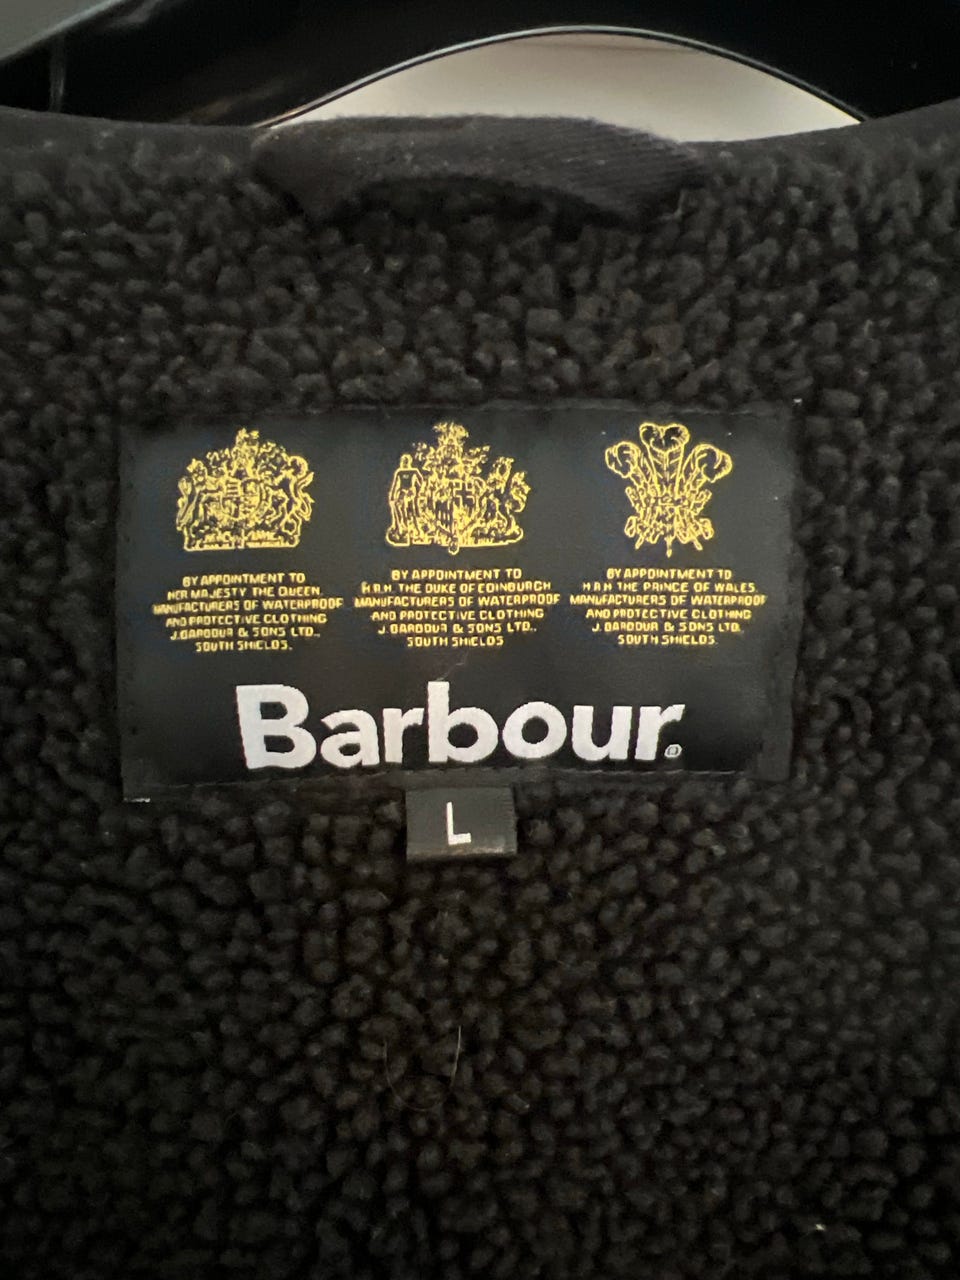 BY APPOINTMENT TO
HER MAJESTY THE QUEEN
MANUFACTURERS OF WATERPROOF
AND PROTECTIVE CLOTHING
J. BARBOUR & SONS LTD.,
SOUTH SHIELDS.
BY APPOINTMENT TO
H.R.H. THE DUKE OF EDINBURGH
MANUFACTURERS OF WATERPROOF
AND PROTECTIVE CLOTHING
J. BARBOUR & SONS LTD.,
SOUTH SHIELDS
BY APPOINTMENT TO
H.R.H. THE PRINCE OF WALES
MANUFACTURERS OF WATERPROOF
AND PROTECTIVE CLOTHING
J. BARBOUR & SONS LTD.
SOUTH SHIELDS.
Barbour®
L